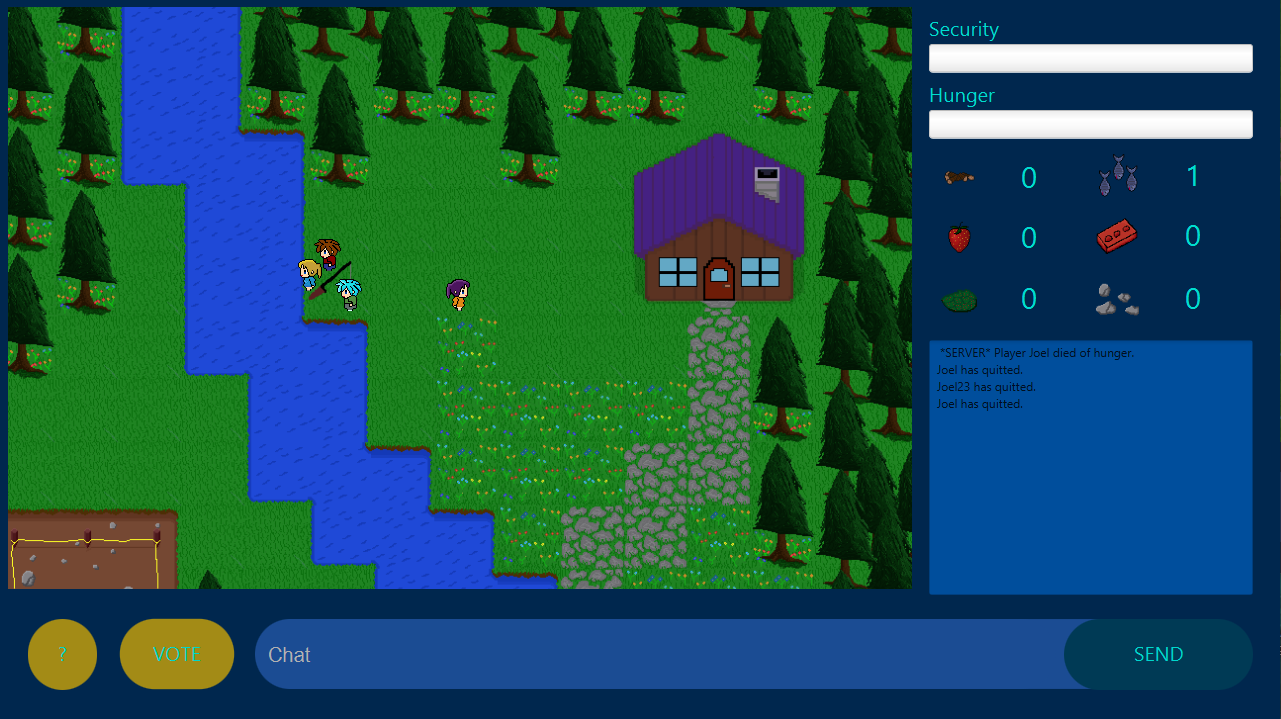 Security
Hunger
0 1
0 0
0 0
*SERVER* Player Joel died of hunger.
Joel has quitted.
Joel23 has quitted.
Joel has quitted.
? VOTE Chat SEND